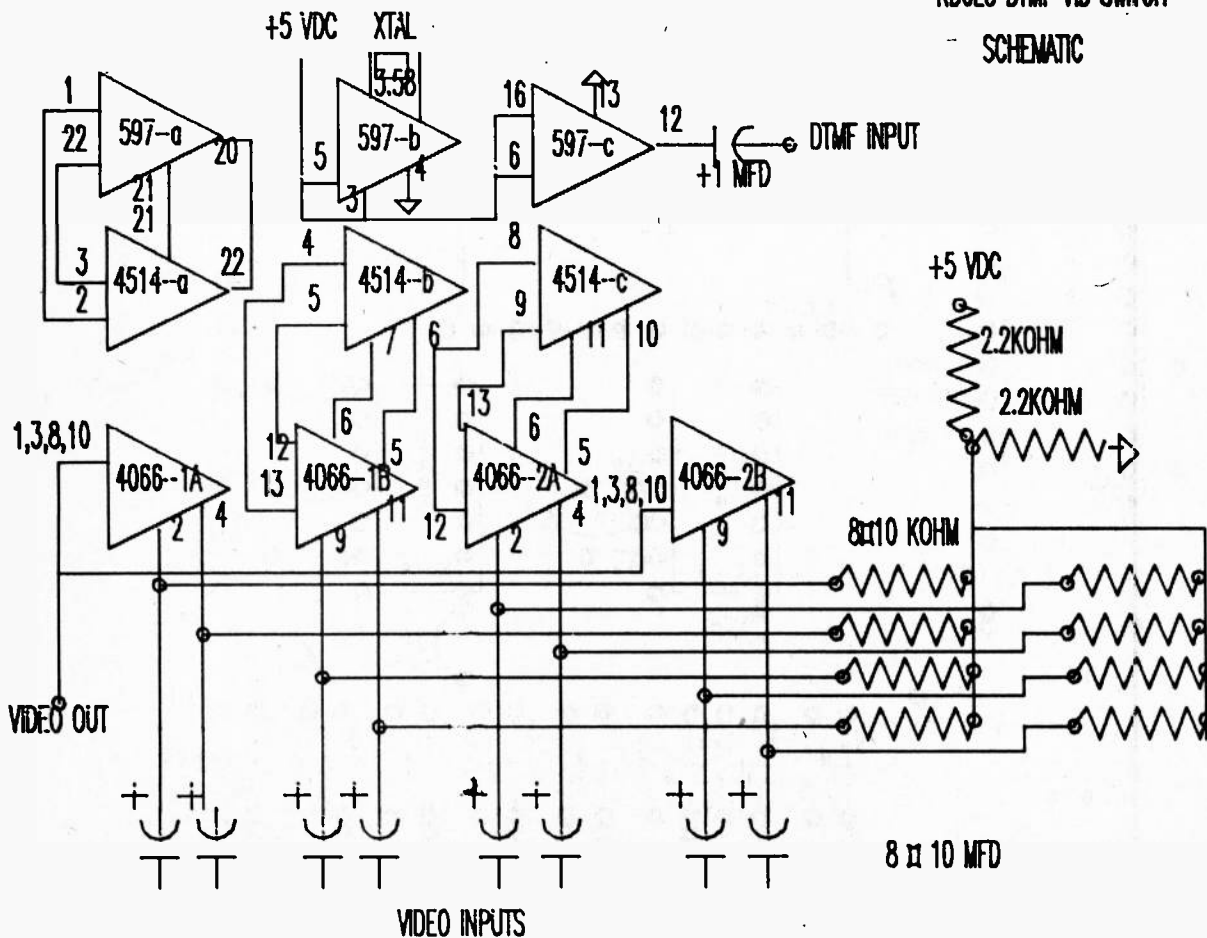 SCHEMATIC
+5 VDC XTAL
3.58
1
22
597--a
20
21
21
5
597--b
4
3
16
6
13
597--c
12
+1 MFD
DTMF INPUT
3
2
4514--a
22
4
5
4514--b
7
6
8
9
4514--c
11
10
+5 VDC
2.2KOHM
2.2KOHM
1,3,8,10
4066--1A
2
4
12
13
6
5
4066--1B
9
11
13
12
6
5
4066--2A
2
4
1,3,8,10
4066--2B
9
11
8¤10 KOHM
VIDEO OUT
+ + + + + + + +
8 ¤ 10 MFD
VIDEO INPUTS